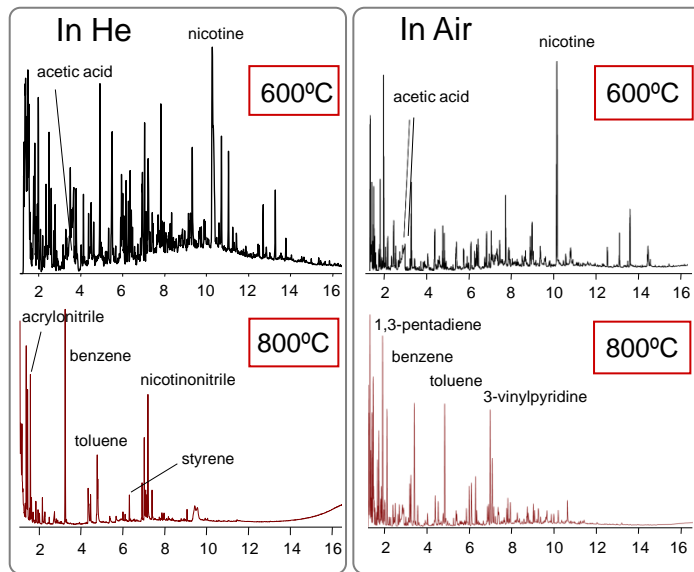 In He
nicotine
acetic acid
600ºC
2 4 6 8 10 12 14 16
acrylonitrile
800ºC
benzene
nicotinonitrile
toluene
styrene
2 4 6 8 10 12 14 16
In Air
nicotine
600ºC
acetic acid
2 4 6 8 10 12 14 16
1,3-pentadiene
800ºC
benzene
toluene
3-vinylpyridine
2 4 6 8 10 12 14 16